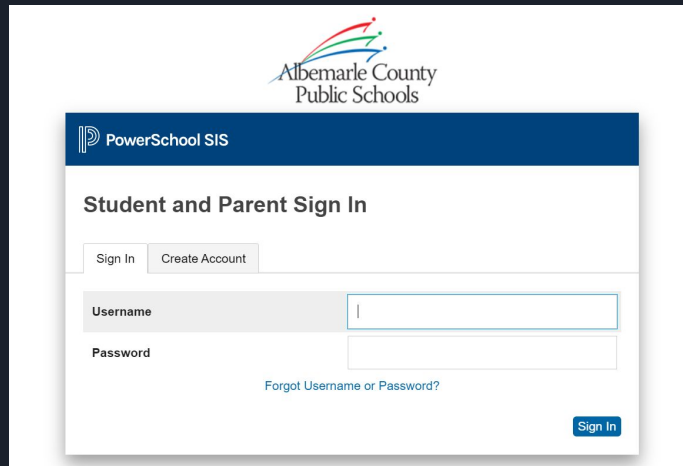 Albemarle County
Public Schools
PowerSchool SIS
Student and Parent Sign In
Sign In Create Account
Username
Password
Forgot Username or Password?
Sign In